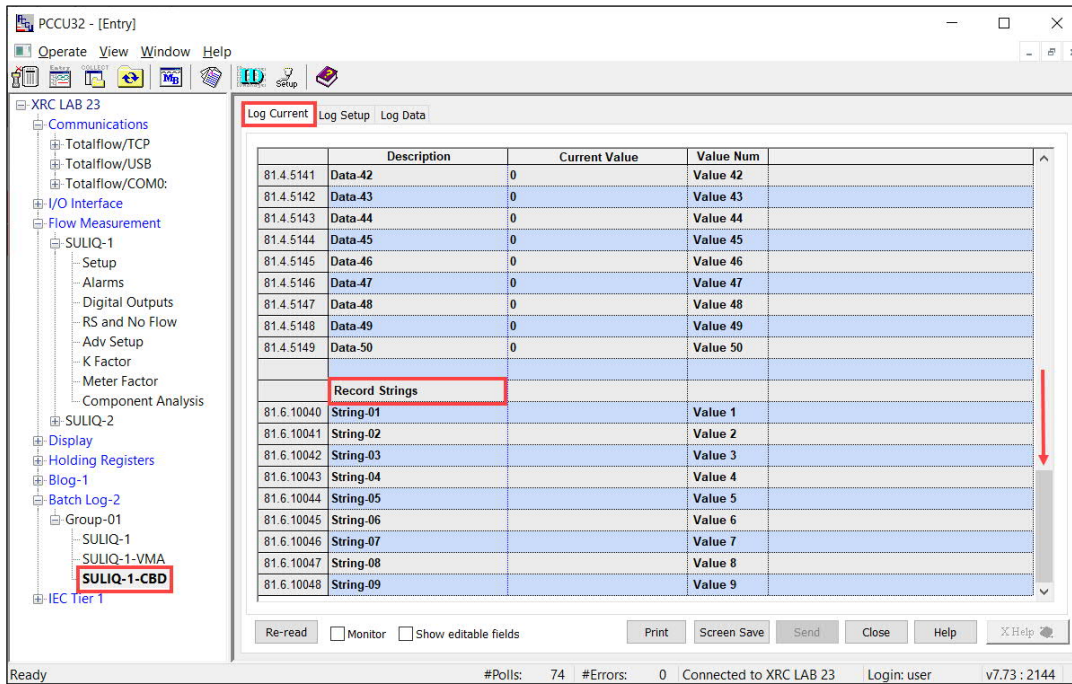 PCCU32 - [Entry]
Operate View Window Help
Entry COLLECT MB ID Setup
XRC LAB 23
Communications
Totalflow/TCP
Totalflow/USB
Totalflow/COM0:
I/O Interface
Flow Measurement
SULIQ-1
Setup
Alarms
Digital Outputs
RS and No Flow
Adv Setup
K Factor
Meter Factor
Component Analysis
SULIQ-2
Display
Holding Registers
Blog-1
Batch Log-2
Group-01
SULIQ-1
SULIQ-1-VMA
SULIQ-1-CBD
IEC Tier 1
Log Current Log Setup Log Data
Description Current Value Value Num
81.4.5141 Data-42 0 Value 42
81.4.5142 Data-43 0 Value 43
81.4.5143 Data-44 0 Value 44
81.4.5144 Data-45 0 Value 45
81.4.5145 Data-46 0 Value 46
81.4.5146 Data-47 0 Value 47
81.4.5147 Data-48 0 Value 48
81.4.5148 Data-49 0 Value 49
81.4.5149 Data-50 0 Value 50
Record Strings
81.6.10040 String-01 Value 1
81.6.10041 String-02 Value 2
81.6.10042 String-03 Value 3
81.6.10043 String-04 Value 4
81.6.10044 String-05 Value 5
81.6.10045 String-06 Value 6
81.6.10046 String-07 Value 7
81.6.10047 String-08 Value 8
81.6.10048 String-09 Value 9
Re-read Monitor Show editable fields Print Screen Save Send Close Help X Help
Ready #Polls: 74 #Errors: 0 Connected to XRC LAB 23 Login: user v7.73 : 2144